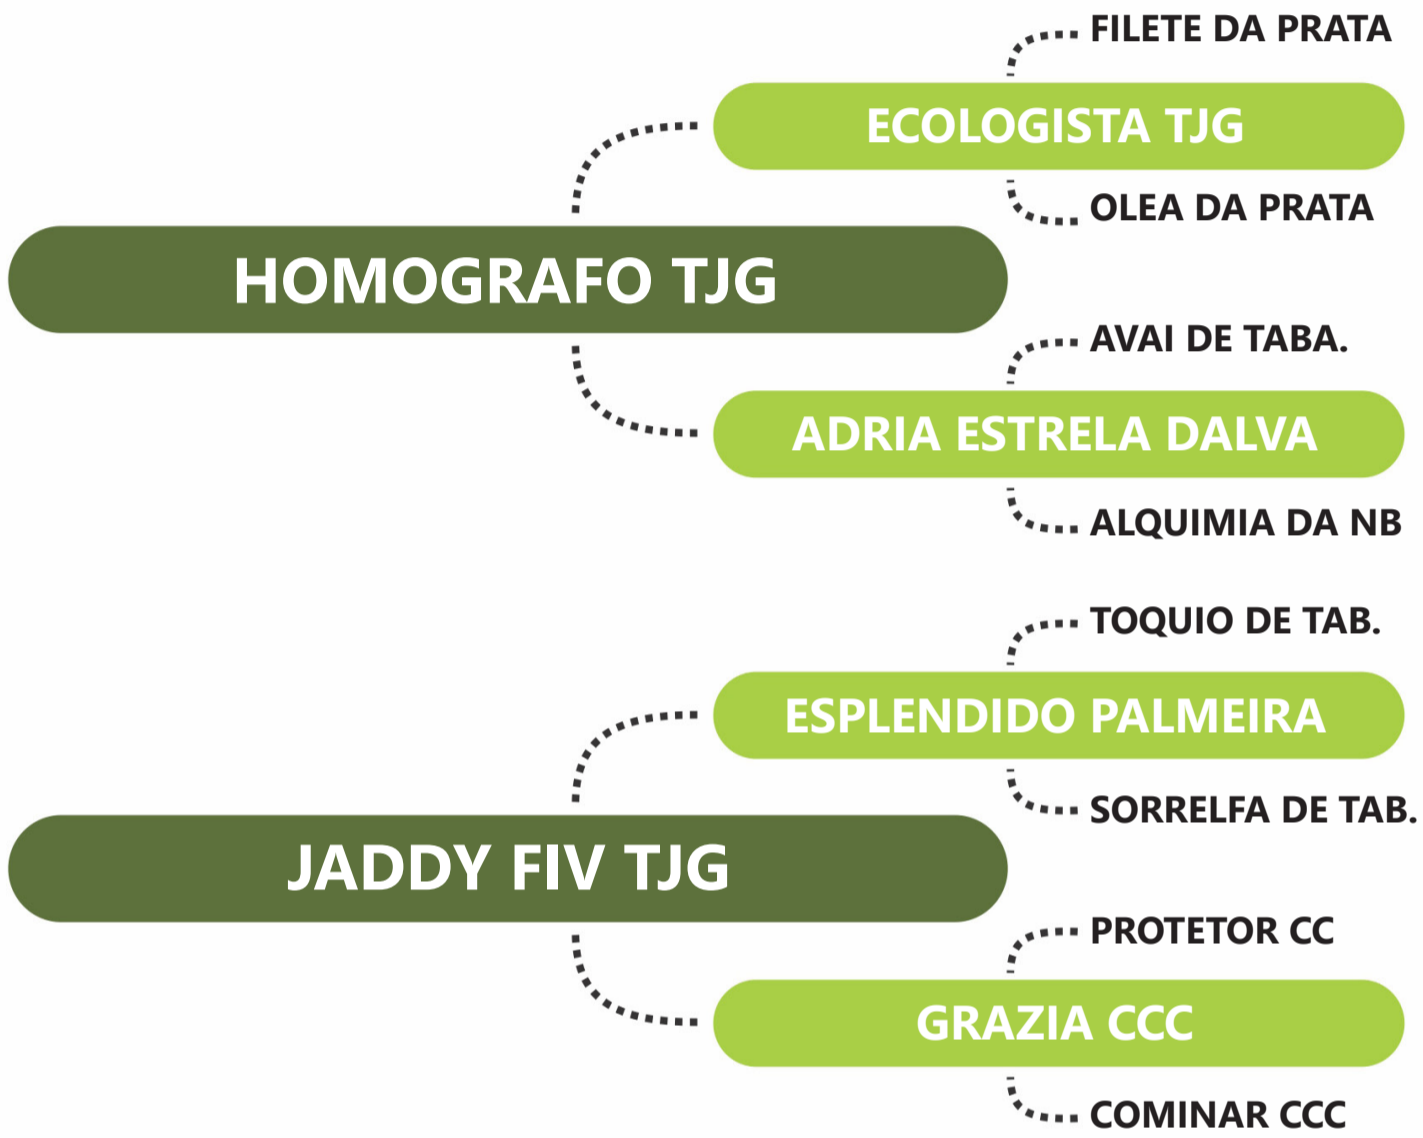 FILETE DA PRATA
ECOLOGISTA TJG
OLEA DA PRATA
HOMOGRAFO TJG
AVAI DE TABA.
ADRIA ESTRELA DALVA
ALQUIMIA DA NB
TOQUIO DE TAB.
ESPLENDIDO PALMEIRA
SORRELFA DE TAB.
JADDY FIV TJG
PROTETOR CC
GRAZIA CCC
COMINAR CCC